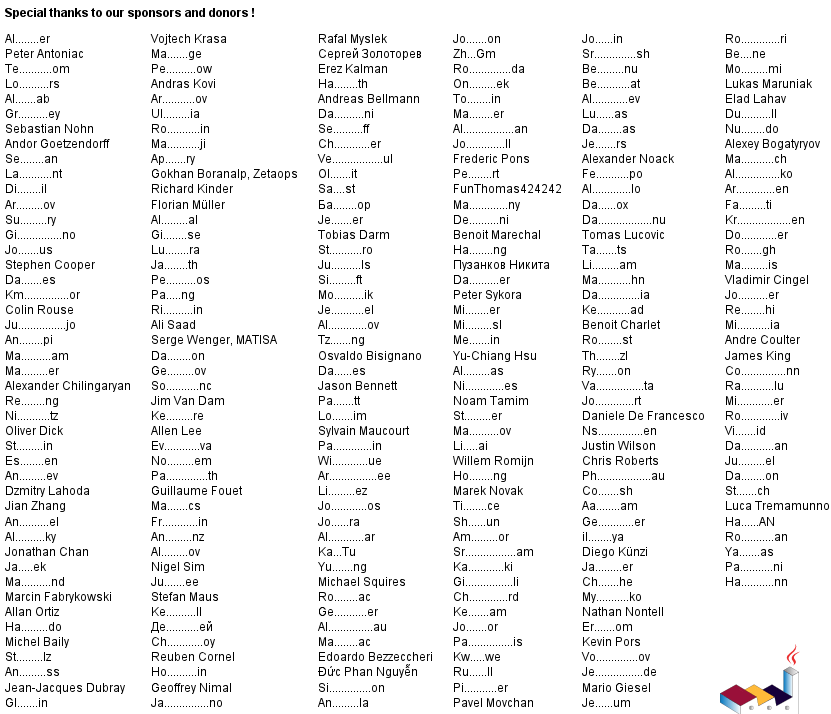 Special thanks to our sponsors and donors !
Al........er
Peter Antoniac
Te...........om
Lo..........rs
Al.......ab
Gr..........ey
Sebastian Nohn
Andor Goetzendorff
Se.........an
La..........nt
Di.......il
Ar.........ov
Su........ry
Gi...............no
Jo.......us
Stephen Cooper
Da.......es
Km...............or
Colin Rouse
Ju................jo
An........pi
Ma..........am
Ma.........er
Alexander Chilingaryan
Re........ng
Ni...........tz
Oliver Dick
St.........in
Es........en
An.........ev
Dzmitry Lahoda
Jian Zhang
An..........el
Al.........ky
Jonathan Chan
Ja.....ek
Ma..........nd
Marcin Fabrykowski
Allan Ortiz
Ha.........do
Michel Baily
St.........lz
An.........ss
Jean-Jacques Dubray
Gl......in
Vojtech Krasa
Ma.......ge
Pe..........ow
Andras Kovi
Ar...........ov
Ul.........ia
Ro...........in
Ma..........ji
Ap.......ry
Gokhan Boranalp, Zetaops
Richard Kinder
Florian Müller
Al..........al
Gi........se
Lu........ra
Ja........th
Pe..........os
Pa.....ng
Ri..........in
Ali Saad
Serge Wenger, MATISA
Da........on
Ge.........ov
So..........nc
Jim Van Dam
Ke.........re
Allen Lee
Ev............va
No..........em
Pa..............th
Guillaume Fouet
Ma.......cs
Fr............in
An..........nz
Al.........ov
Nigel Sim
Ju.......ee
Stefan Maus
Ke..........ll
Де...........ей
Ch............oy
Reuben Cornel
Ho..........in
Geoffrey Nimal
Ja..............no
Rafal Myslek
Сергей Золоторев
Erez Kalman
Ha........th
Andreas Bellmann
Da..........ni
Se.........ff
Ch...........er
Ve.................ul
Ol.......it
Sa....st
Ба.........ор
Je.......er
Tobias Darm
St..........ro
Ju..........ls
Si........ft
Mo..........ik
Je...........el
Al.............ov
Tz.......ng
Osvaldo Bisignano
Da......es
Jason Bennett
Pa.......tt
Lo......im
Sylvain Maucourt
Pa.............in
Wi............ue
Ar................ee
Li..........ez
Jo............os
Jo.......ra
Al............ar
Ka...Tu
Yu......ng
Michael Squires
Ro........ac
Ge..........er
Al...............au
Ma.......ac
Edoardo Bezzeccheri
Đức Phan Nguyễn
Si..............on
An.........la
Jo.......on
Zh...Gm
Ro..............da
On.........ek
To........in
Ma........er
Al.................an
Jo..........ll
Frederic Pons
Pe.........rt
FunThomas424242
Ma.............ny
De..........ni
Benoit Marechal
Ha........ng
Пузанков Никита
Da..........er
Peter Sykora
Mi........er
Mi.........sl
Me........in
Yu-Chiang Hsu
Al.........as
Ni.............es
Noam Tamim
St.........er
Ma..........ov
Li.....ai
Willem Romijn
Ho........ng
Marek Novak
Ti........ce
Sh.......un
Am..........or
Sr.................am
Ka............ki
Gi................li
Ch.............rd
Ke........am
Jo......or
Pa...............is
Kw.....we
Ru......ll
Pi...........er
Pavel Movchan
Jo......in
Sr..............sh
Be.........nu
Be...........at
Al............ev
Lu......as
Da........as
Je........rs
Alexander Noack
Fe...........po
Al.............lo
Da.......ox
Da..................nu
Tomas Lucovic
Ta.......ts
Li.........am
Ma...........hn
Da..............ia
Ke...........ad
Benoit Charlet
Ro........st
Th........zl
Ry.......on
Va................ta
Jo.............rt
Daniele De Francesco
Ns...............en
Justin Wilson
Chris Roberts
Ph..................au
Co.......sh
Aa........am
Ge.............er
il.......ya
Diego Künzi
Ja.........er
Ch.......he
My...........ko
Nathan Nontell
Er.........om
Kevin Pors
Vo..............ov
Je................de
Mario Giesel
Je......um
Ro.............ri
Be....ne
Mo.........mi
Lukas Maruniak
Elad Lahav
Du.........ll
Nu........do
Alexey Bogatyryov
Ma..........ch
Al..............ko
Ar............en
Fa.........ti
Kr..................en
Do............er
Ro........gh
Ma.........is
Vladimir Cingel
Jo..........er
Re.........hi
Mi...........ia
Andre Coulter
James King
Co..............nn
Ra..........lu
Mi...........er
Ro.............iv
Vi......id
Da...........an
Ju.........el
Da........on
St......ch
Luca Tremamunno
Ha.....AN
Ro...........an
Ya......as
Pa..........ni
Ha.........nn